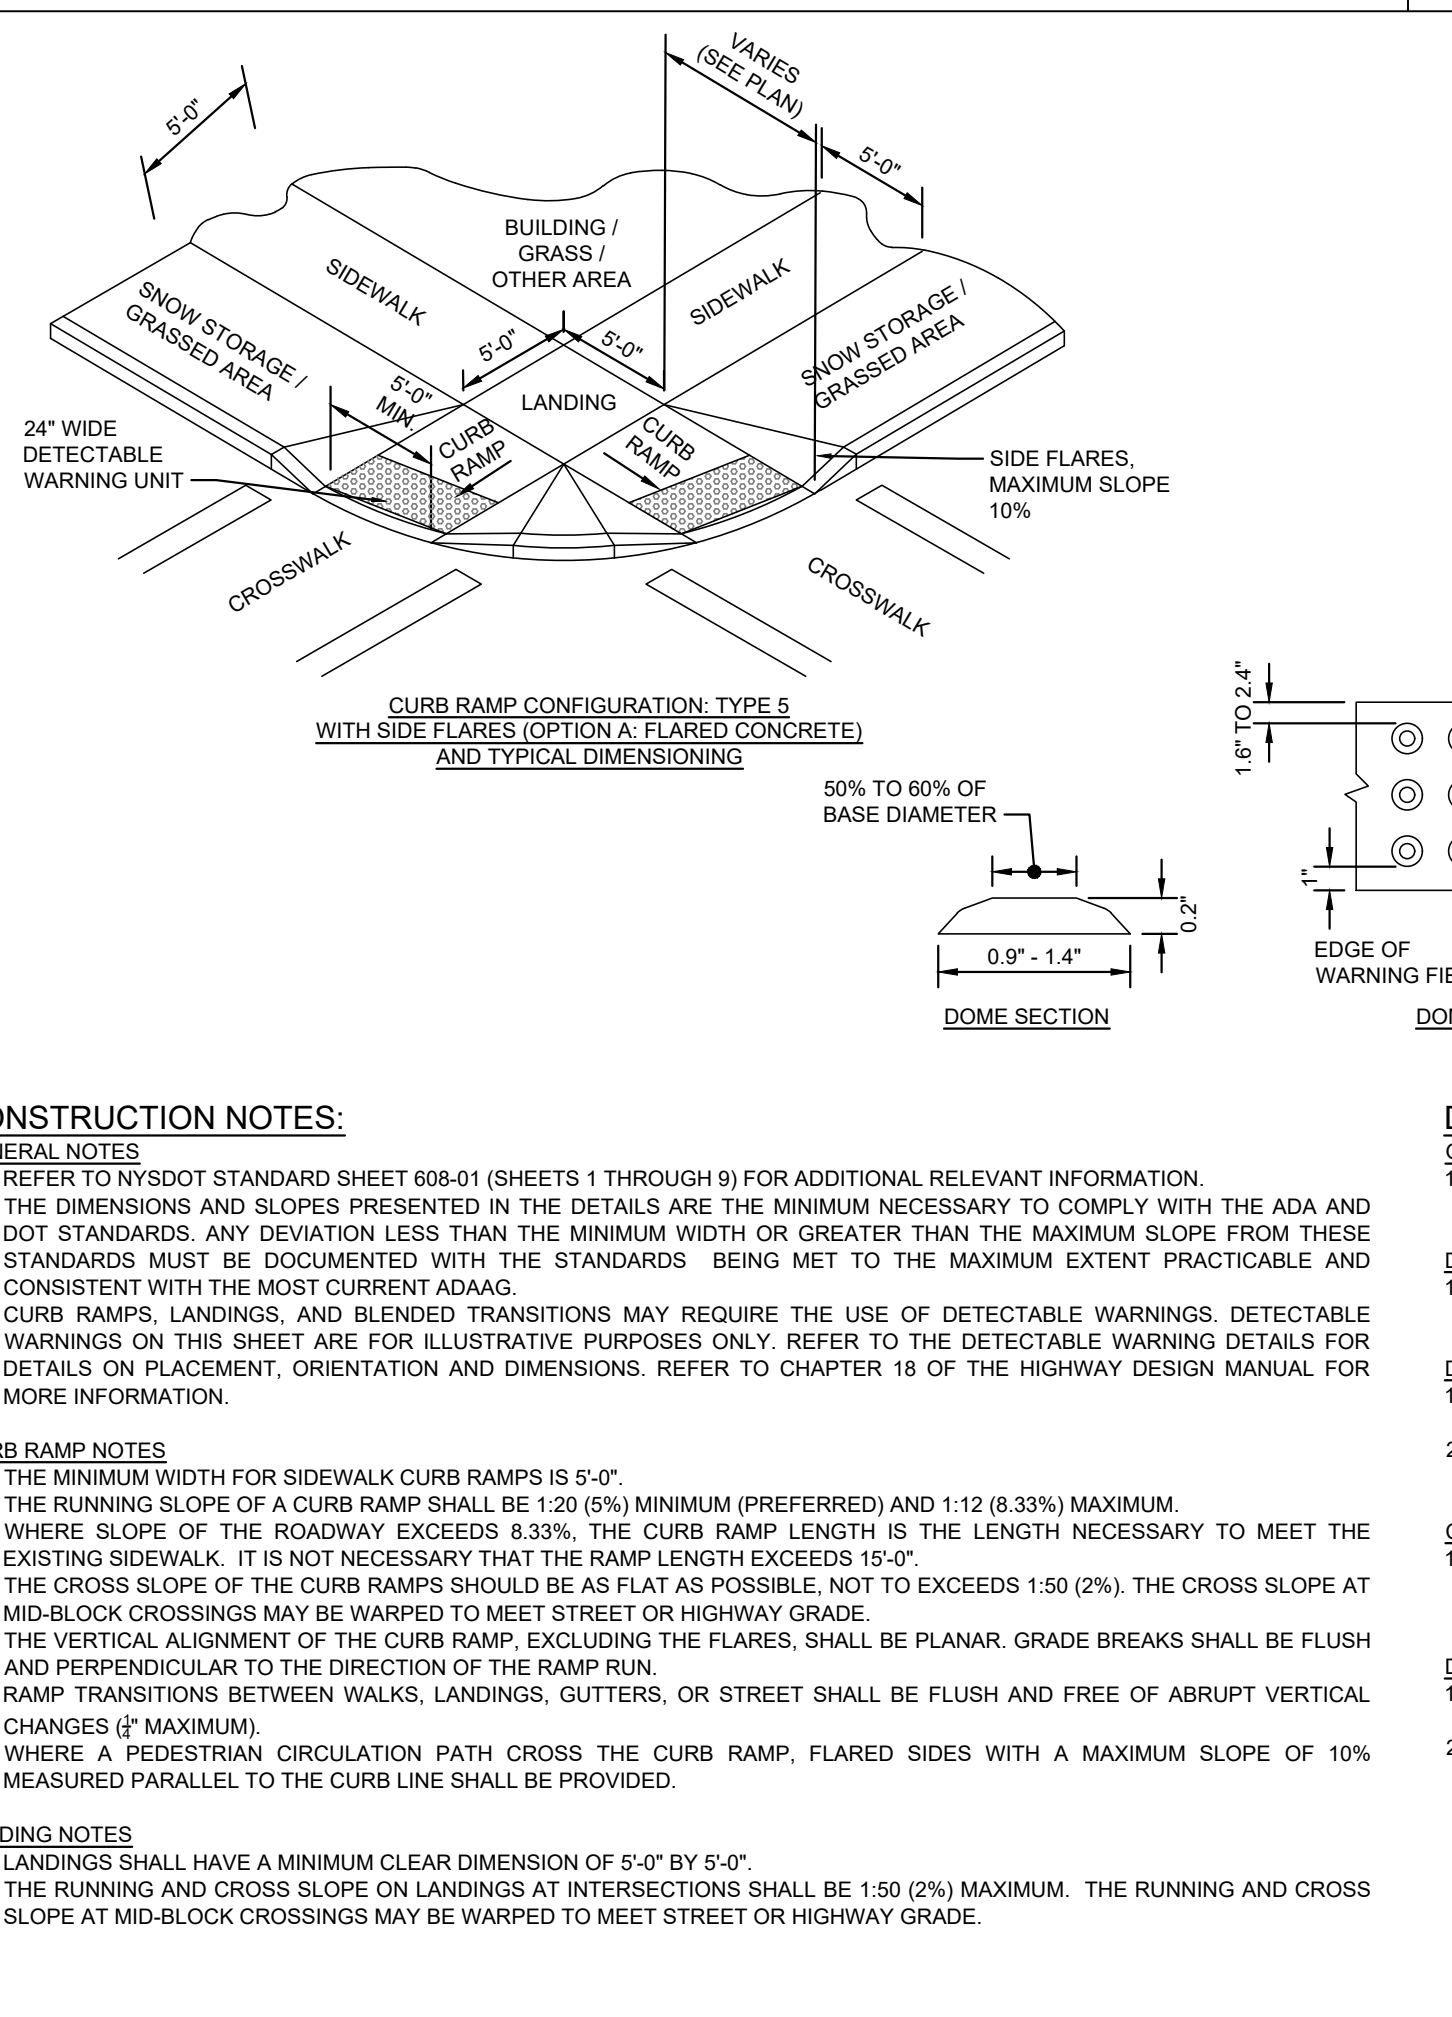 VARIES
(SEE PLAN)
5'-0"
5'-0"
BUILDING /
GRASS /
OTHER AREA
SIDEWALK
SIDEWALK
SNOW STORAGE /
GRASSED AREA
SNOW STORAGE /
GRASSED AREA
5'-0"
5'-0"
5'-0"
MIN.
LANDING
CURB
RAMP
CURB
RAMP
24" WIDE
DETECTABLE
WARNING UNIT
SIDE FLARES,
MAXIMUM SLOPE
10%
CROSSWALK
CROSSWALK
CURB RAMP CONFIGURATION: TYPE 5
WITH SIDE FLARES (OPTION A: FLARED CONCRETE)
AND TYPICAL DIMENSIONING
50% TO 60% OF
BASE DIAMETER
0.2"
0.9" - 1.4"
DOME SECTION
1.6" TO 2.4"
1"
EDGE OF
WARNING FIE
DOM
ONSTRUCTION NOTES:
NERAL NOTES
REFER TO NYSDOT STANDARD SHEET 608-01 (SHEETS 1 THROUGH 9) FOR ADDITIONAL RELEVANT INFORMATION.
THE DIMENSIONS AND SLOPES PRESENTED IN THE DETAILS ARE THE MINIMUM NECESSARY TO COMPLY WITH THE ADA AND
DOT STANDARDS. ANY DEVIATION LESS THAN THE MINIMUM WIDTH OR GREATER THAN THE MAXIMUM SLOPE FROM THESE
STANDARDS MUST BE DOCUMENTED WITH THE STANDARDS BEING MET TO THE MAXIMUM EXTENT PRACTICABLE AND
CONSISTENT WITH THE MOST CURRENT ADAAG.
CURB RAMPS, LANDINGS, AND BLENDED TRANSITIONS MAY REQUIRE THE USE OF DETECTABLE WARNINGS. DETECTABLE
WARNINGS ON THIS SHEET ARE FOR ILLUSTRATIVE PURPOSES ONLY. REFER TO THE DETECTABLE WARNING DETAILS FOR
DETAILS ON PLACEMENT, ORIENTATION AND DIMENSIONS. REFER TO CHAPTER 18 OF THE HIGHWAY DESIGN MANUAL FOR
MORE INFORMATION.
RB RAMP NOTES
THE MINIMUM WIDTH FOR SIDEWALK CURB RAMPS IS 5'-0".
THE RUNNING SLOPE OF A CURB RAMP SHALL BE 1:20 (5%) MINIMUM (PREFERRED) AND 1:12 (8.33%) MAXIMUM.
WHERE SLOPE OF THE ROADWAY EXCEEDS 8.33%, THE CURB RAMP LENGTH IS THE LENGTH NECESSARY TO MEET THE
EXISTING SIDEWALK. IT IS NOT NECESSARY THAT THE RAMP LENGTH EXCEEDS 15'-0".
THE CROSS SLOPE OF THE CURB RAMPS SHOULD BE AS FLAT AS POSSIBLE, NOT TO EXCEEDS 1:50 (2%). THE CROSS SLOPE AT
MID-BLOCK CROSSINGS MAY BE WARPED TO MEET STREET OR HIGHWAY GRADE.
THE VERTICAL ALIGNMENT OF THE CURB RAMP, EXCLUDING THE FLARES, SHALL BE PLANAR. GRADE BREAKS SHALL BE FLUSH
AND PERPENDICULAR TO THE DIRECTION OF THE RAMP RUN.
RAMP TRANSITIONS BETWEEN WALKS, LANDINGS, GUTTERS, OR STREET SHALL BE FLUSH AND FREE OF ABRUPT VERTICAL
CHANGES (1/4" MAXIMUM).
WHERE A PEDESTRIAN CIRCULATION PATH CROSS THE CURB RAMP, FLARED SIDES WITH A MAXIMUM SLOPE OF 10%
MEASURED PARALLEL TO THE CURB LINE SHALL BE PROVIDED.
DING NOTES
LANDINGS SHALL HAVE A MINIMUM CLEAR DIMENSION OF 5'-0" BY 5'-0".
THE RUNNING AND CROSS SLOPE ON LANDINGS AT INTERSECTIONS SHALL BE 1:50 (2%) MAXIMUM. THE RUNNING AND CROSS
SLOPE AT MID-BLOCK CROSSINGS MAY BE WARPED TO MEET STREET OR HIGHWAY GRADE.